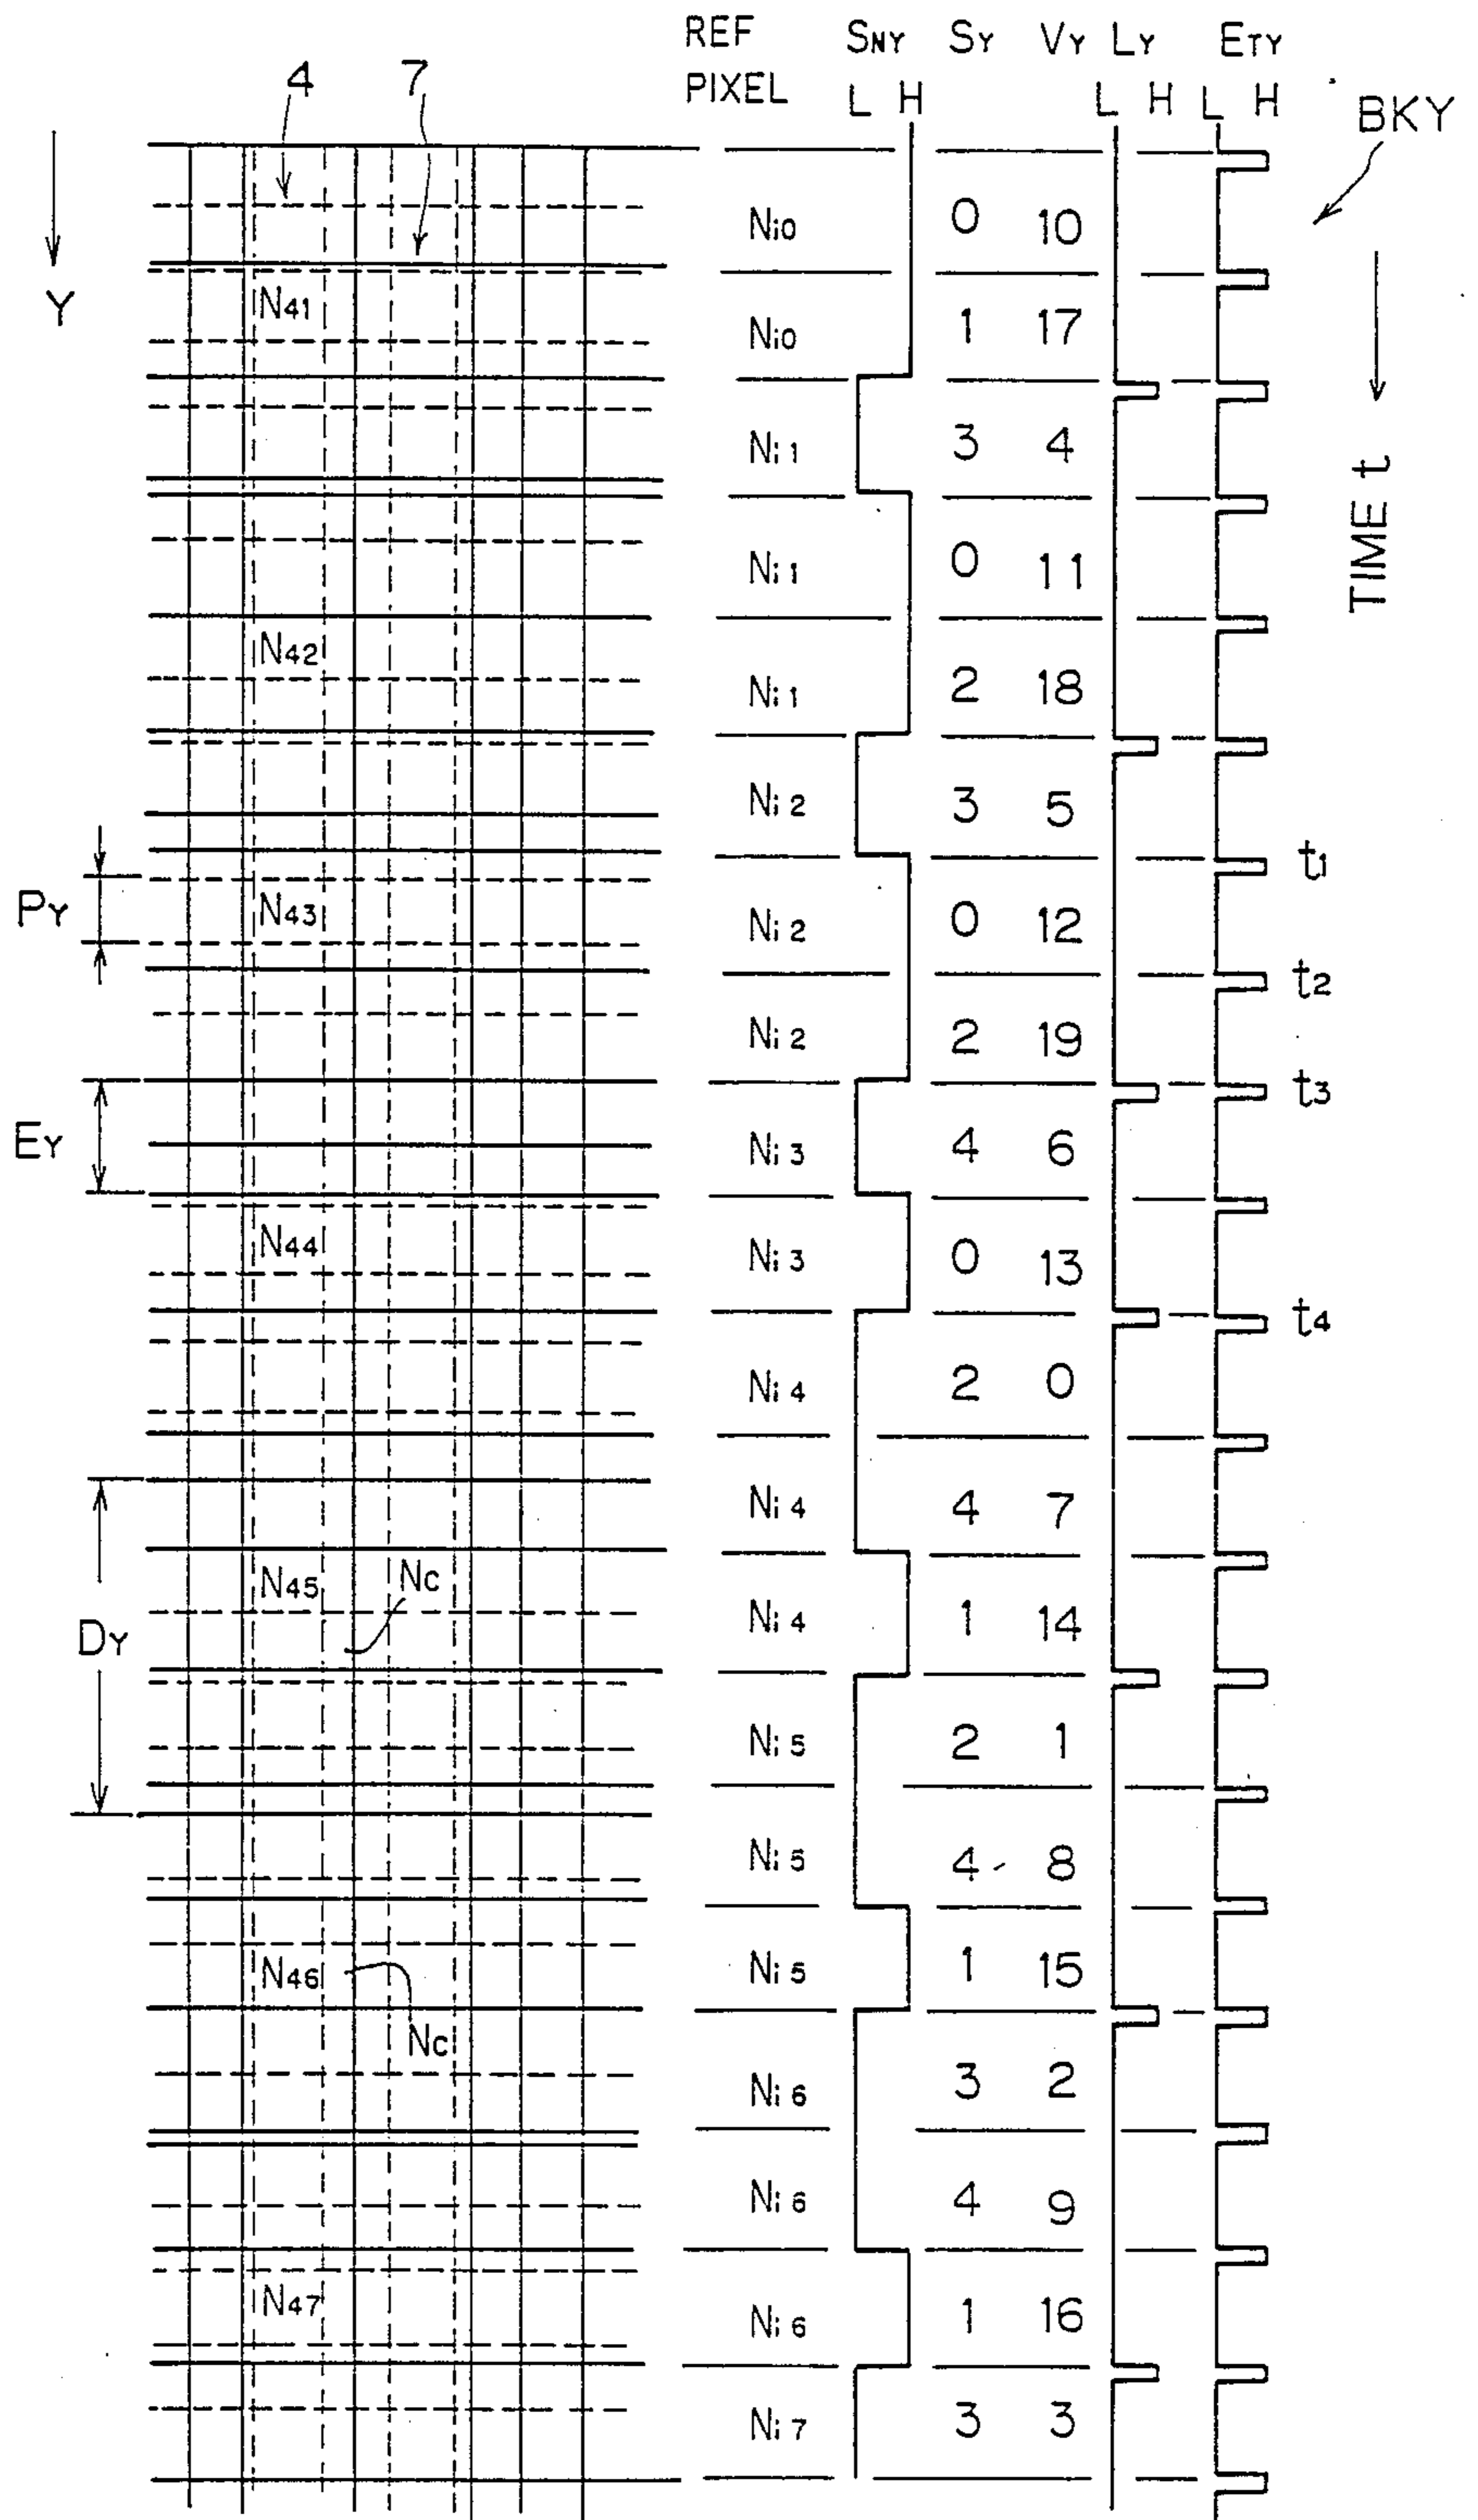 REF PIXEL SNY SY VY LY ETY
L H L H L H
4 7 BKY
Y
Ni0 0 10
N41
Ni0 1 17
Ni1 3 4
TIME t
Ni1 0 11
N42
Ni1 2 18
Ni2 3 5
t1
PY N43 Ni2 0 12
t2
Ni2 2 19
t3
EY Ni3 4 6
N44 Ni3 0 13
t4
Ni4 2 0
Ni4 4 7
N45 NC
DY Ni4 1 14
Ni5 2 1
Ni5 4 8
N46 Ni5 1 15
NC
Ni6 3 2
Ni6 4 9
N47 Ni6 1 16
Ni7 3 3